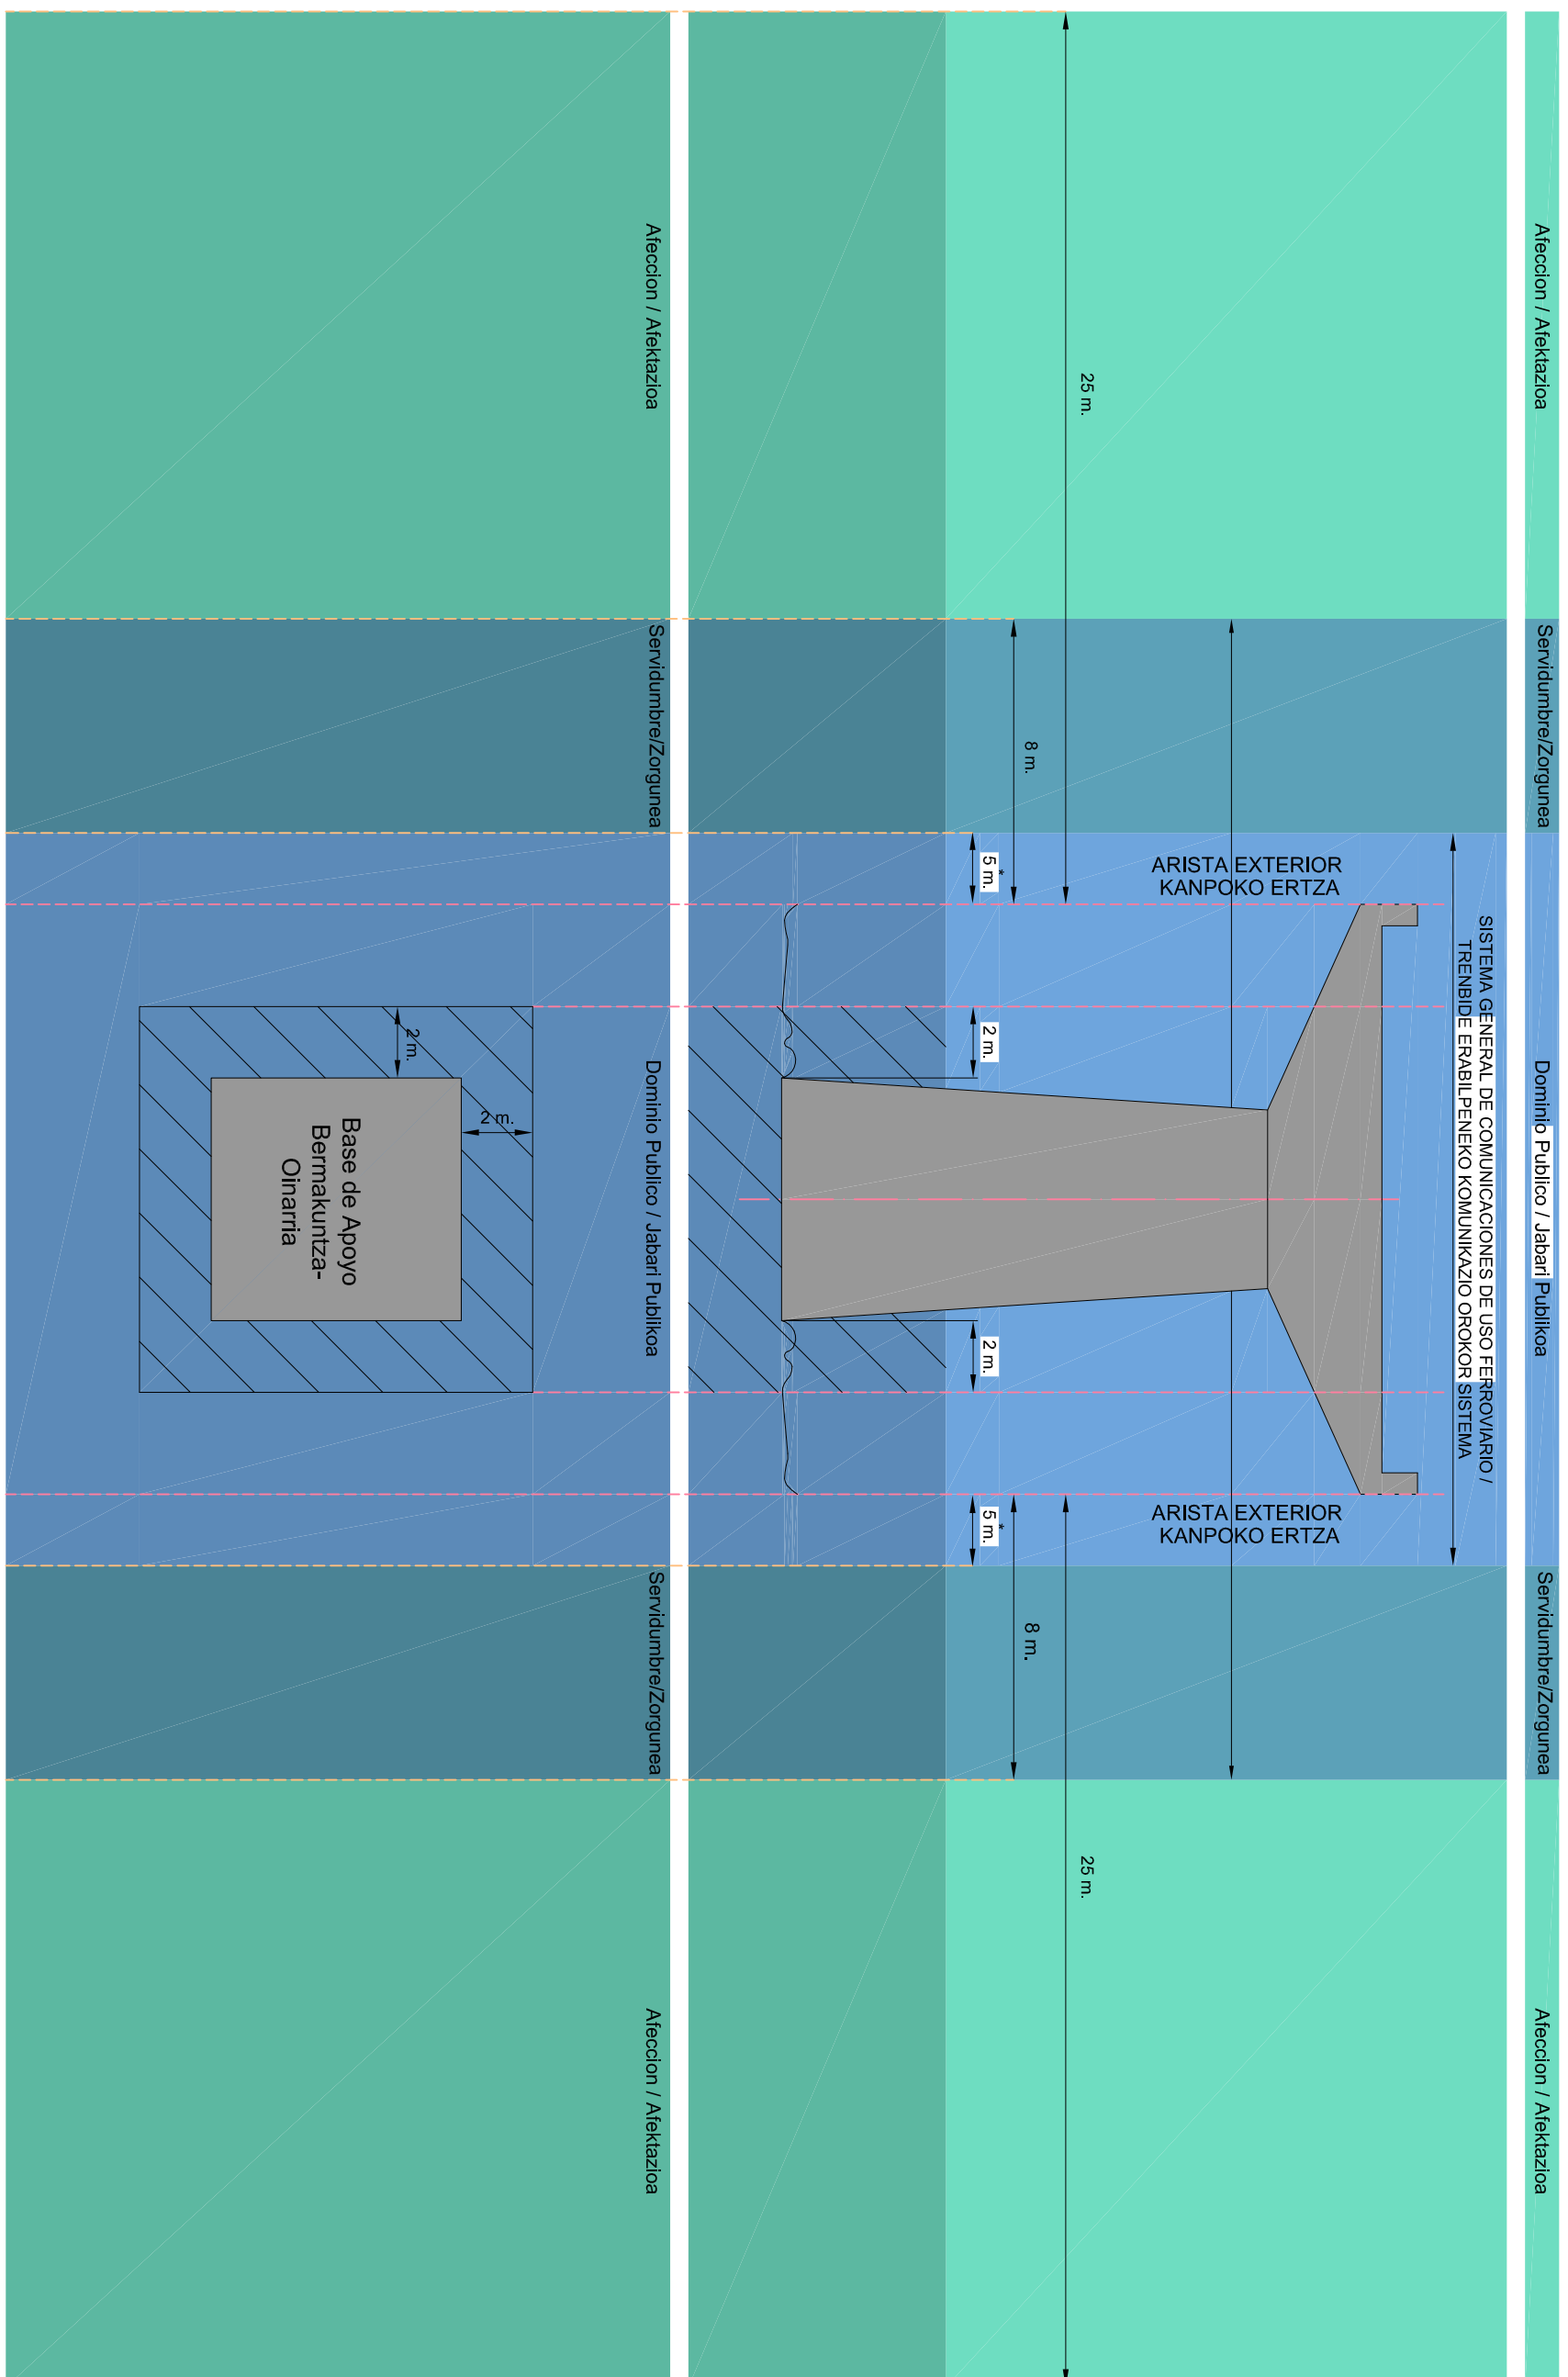 Afeccion / Afektazioa
Servidumbre/Zorgunea
Dominio Publico / Jabari Publikoa
Servidumbre/Zorgunea
Afeccion / Afektazioa
SISTEMA GENERAL DE COMUNICACIONES DE USO FERROVIARIO /
TRENBIDE ERABILPENEKO KOMUNIKAZIO OROKOR SISTEMA
ARISTA EXTERIOR
KANPOKO ERTZA
ARISTA EXTERIOR
KANPOKO ERTZA
25 m.
25 m.
8 m.
8 m.
5 m.*
2 m.
2 m.
5 m.*
Afeccion / Afektazioa
Servidumbre/Zorgunea
Dominio Publico / Jabari Publikoa
Servidumbre/Zorgunea
Afeccion / Afektazioa
2 m.
2 m.
Base de Apoyo
Bermakuntza-
Oinarria